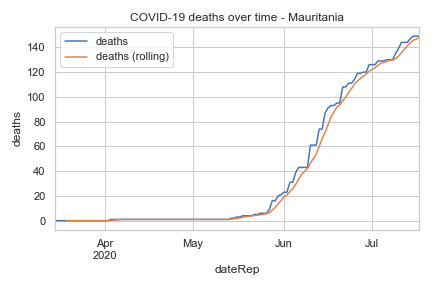 COVID-19 deaths over time - Mauritania
deaths
deaths (rolling)
140
120
100
80
60
40
20
0
deaths
Apr
2020
May
Jun
Jul
dateRep